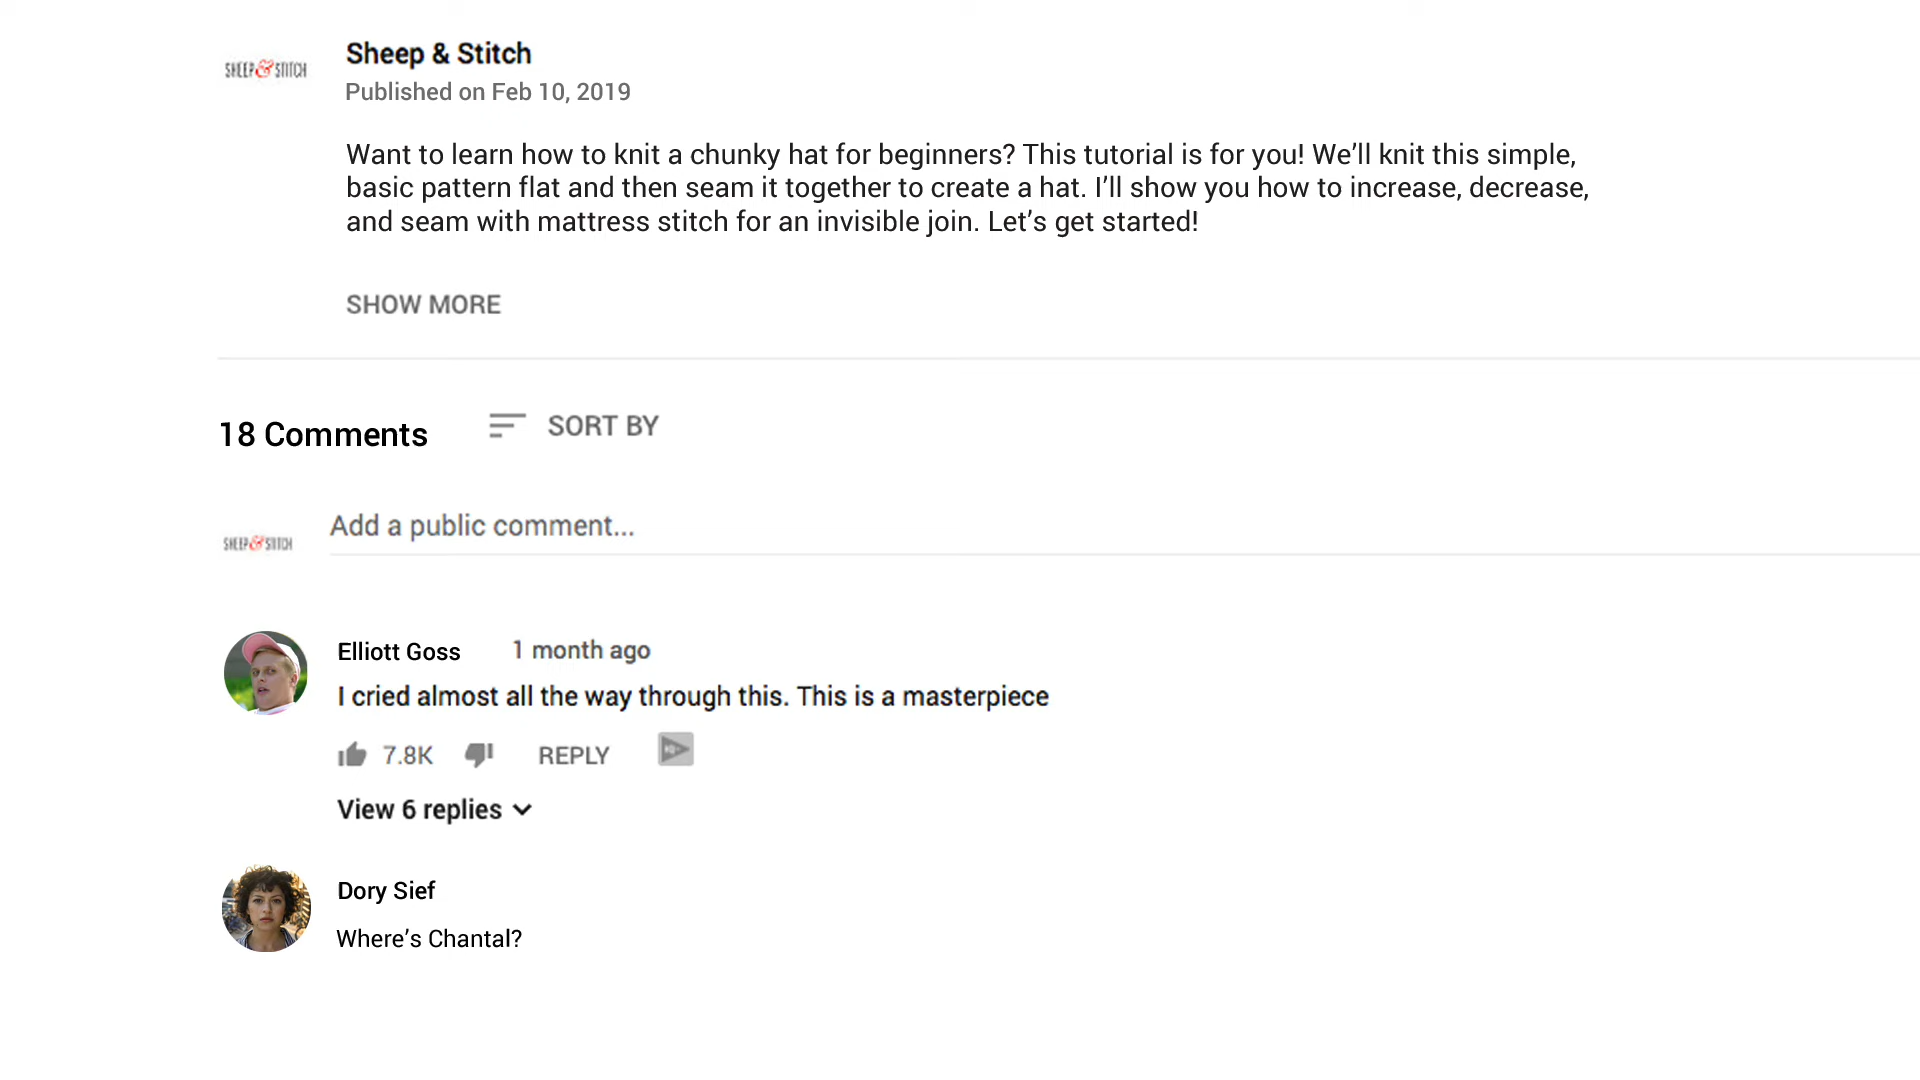 SHEEP & STITCH
Sheep & Stitch
Published on Feb 10, 2019
Want to learn how to knit a chunky hat for beginners? This tutorial is for you! We’ll knit this simple,
basic pattern flat and then seam it together to create a hat. I’ll show you how to increase, decrease,
and seam with mattress stitch for an invisible join. Let’s get started!
SHOW MORE
18 Comments
SORT BY
SHEEP & STITCH
Add a public comment...
Elliott Goss 1 month ago
I cried almost all the way through this. This is a masterpiece
7.8K REPLY
View 6 replies
Dory Sief
Where’s Chantal?